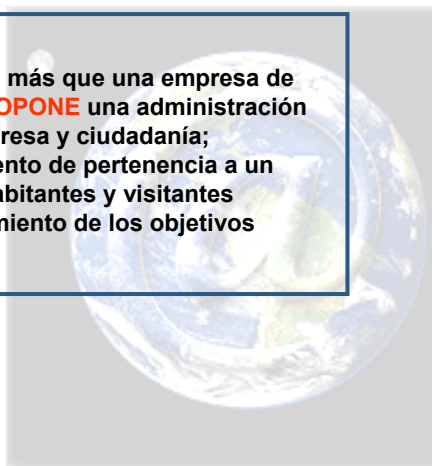 más que una empresa de
OPONE una administración
resa y ciudadanía;
ento de pertenencia a un
abitantes y visitantes
miento de los objetivos